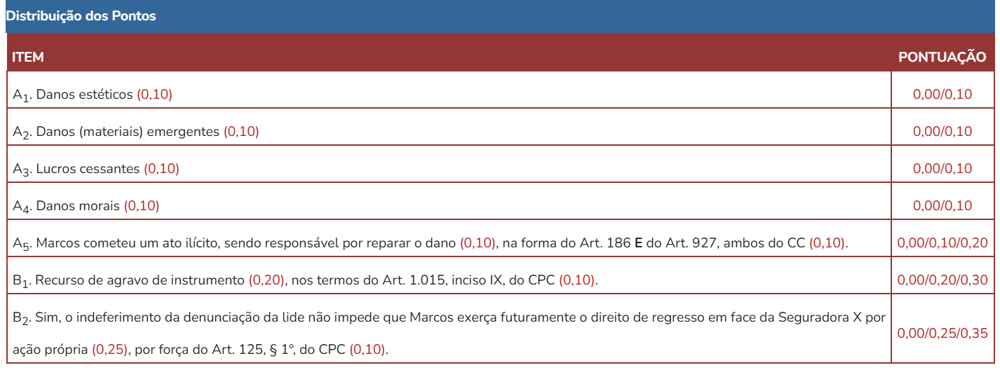 Distribuição dos Pontos
ITEM PONTUAÇÃO
A1. Danos estéticos (0,10) 0,00/0,10
A2. Danos (materiais) emergentes (0,10) 0,00/0,10
A3. Lucros cessantes (0,10) 0,00/0,10
A4. Danos morais (0,10) 0,00/0,10
A5. Marcos cometeu um ato ilícito, sendo responsável por reparar o dano (0,10), na forma do Art. 186 E do Art. 927, ambos do CC (0,10). 0,00/0,10/0,20
B1. Recurso de agravo de instrumento (0,20), nos termos do Art. 1.015, inciso IX, do CPC (0,10). 0,00/0,20/0,30
B2. Sim, o indeferimento da denunciação da lide não impede que Marcos exerça futuramente o direito de regresso em face da Seguradora X por
ação própria (0,25), por força do Art. 125, § 1º, do CPC (0,10). 0,00/0,25/0,35